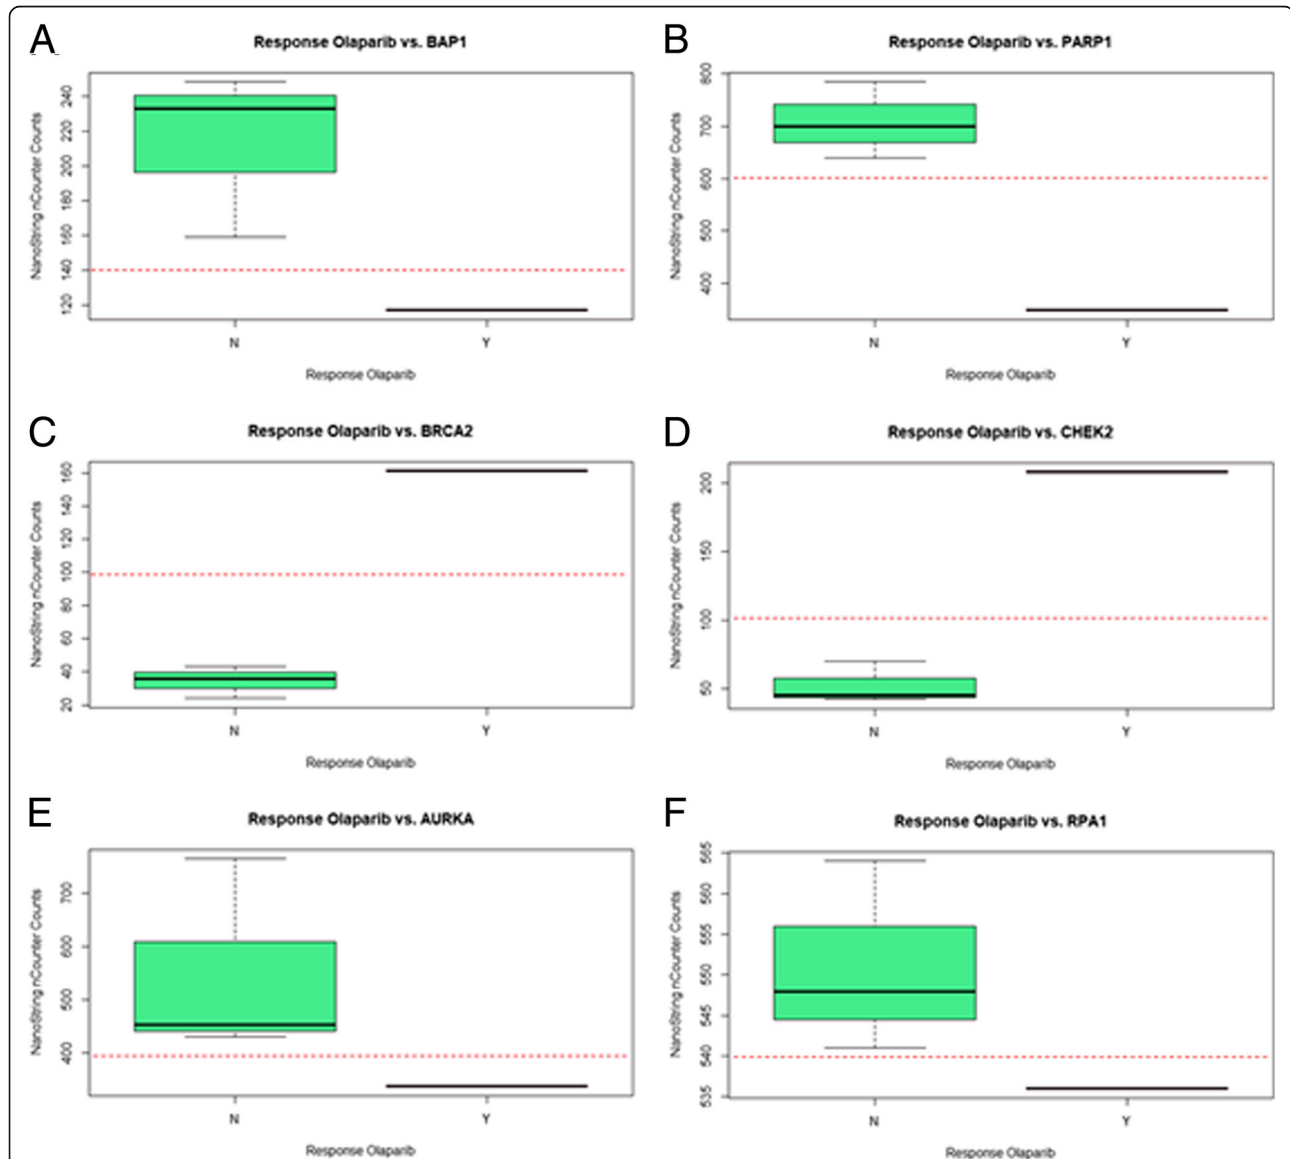 A
Response Olaparib vs. BAP1
NanoString nCounter Counts
240
220
200
180
160
140
120
N
Y
Response Olaparib
B
Response Olaparib vs. PARP1
NanoString nCounter Counts
800
700
600
500
400
N
Y
Response Olaparib
C
Response Olaparib vs. BRCA2
NanoString nCounter Counts
160
140
120
100
80
60
40
20
N
Y
Response Olaparib
D
Response Olaparib vs. CHEK2
NanoString nCounter Counts
200
150
100
50
N
Y
Response Olaparib
E
Response Olaparib vs. AURKA
NanoString nCounter Counts
700
600
500
400
N
Y
Response Olaparib
F
Response Olaparib vs. RPA1
NanoString nCounter Counts
565
560
555
550
545
540
535
N
Y
Response Olaparib